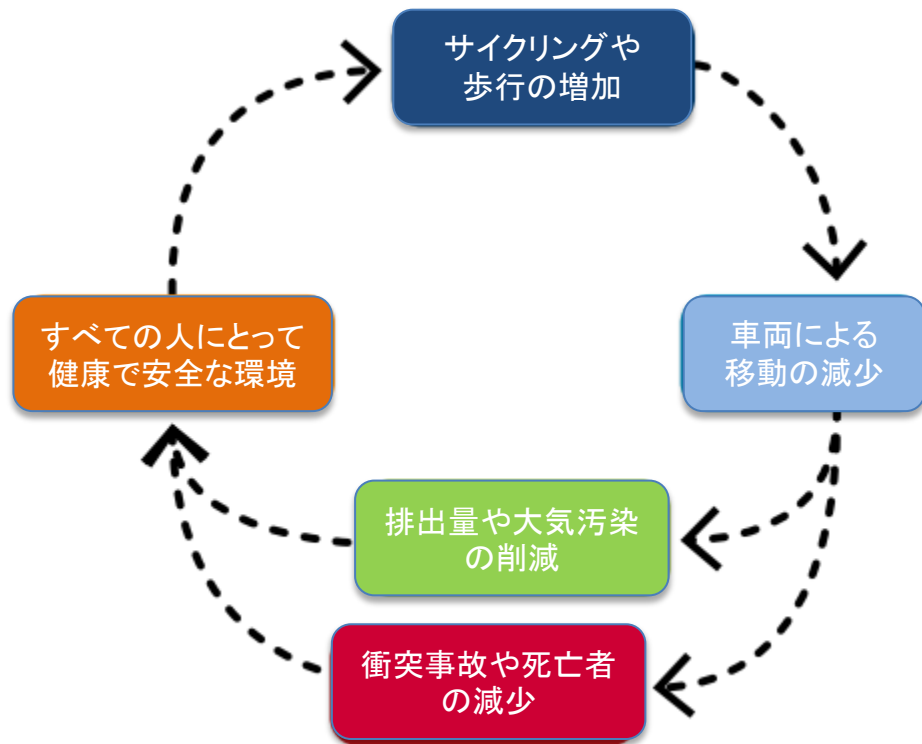 サイクリングや
歩行の増加
すべての人にとって
健康で安全な環境
車両による
移動の減少
排出量や大気汚染
の削減
衝突事故や死亡者
の減少